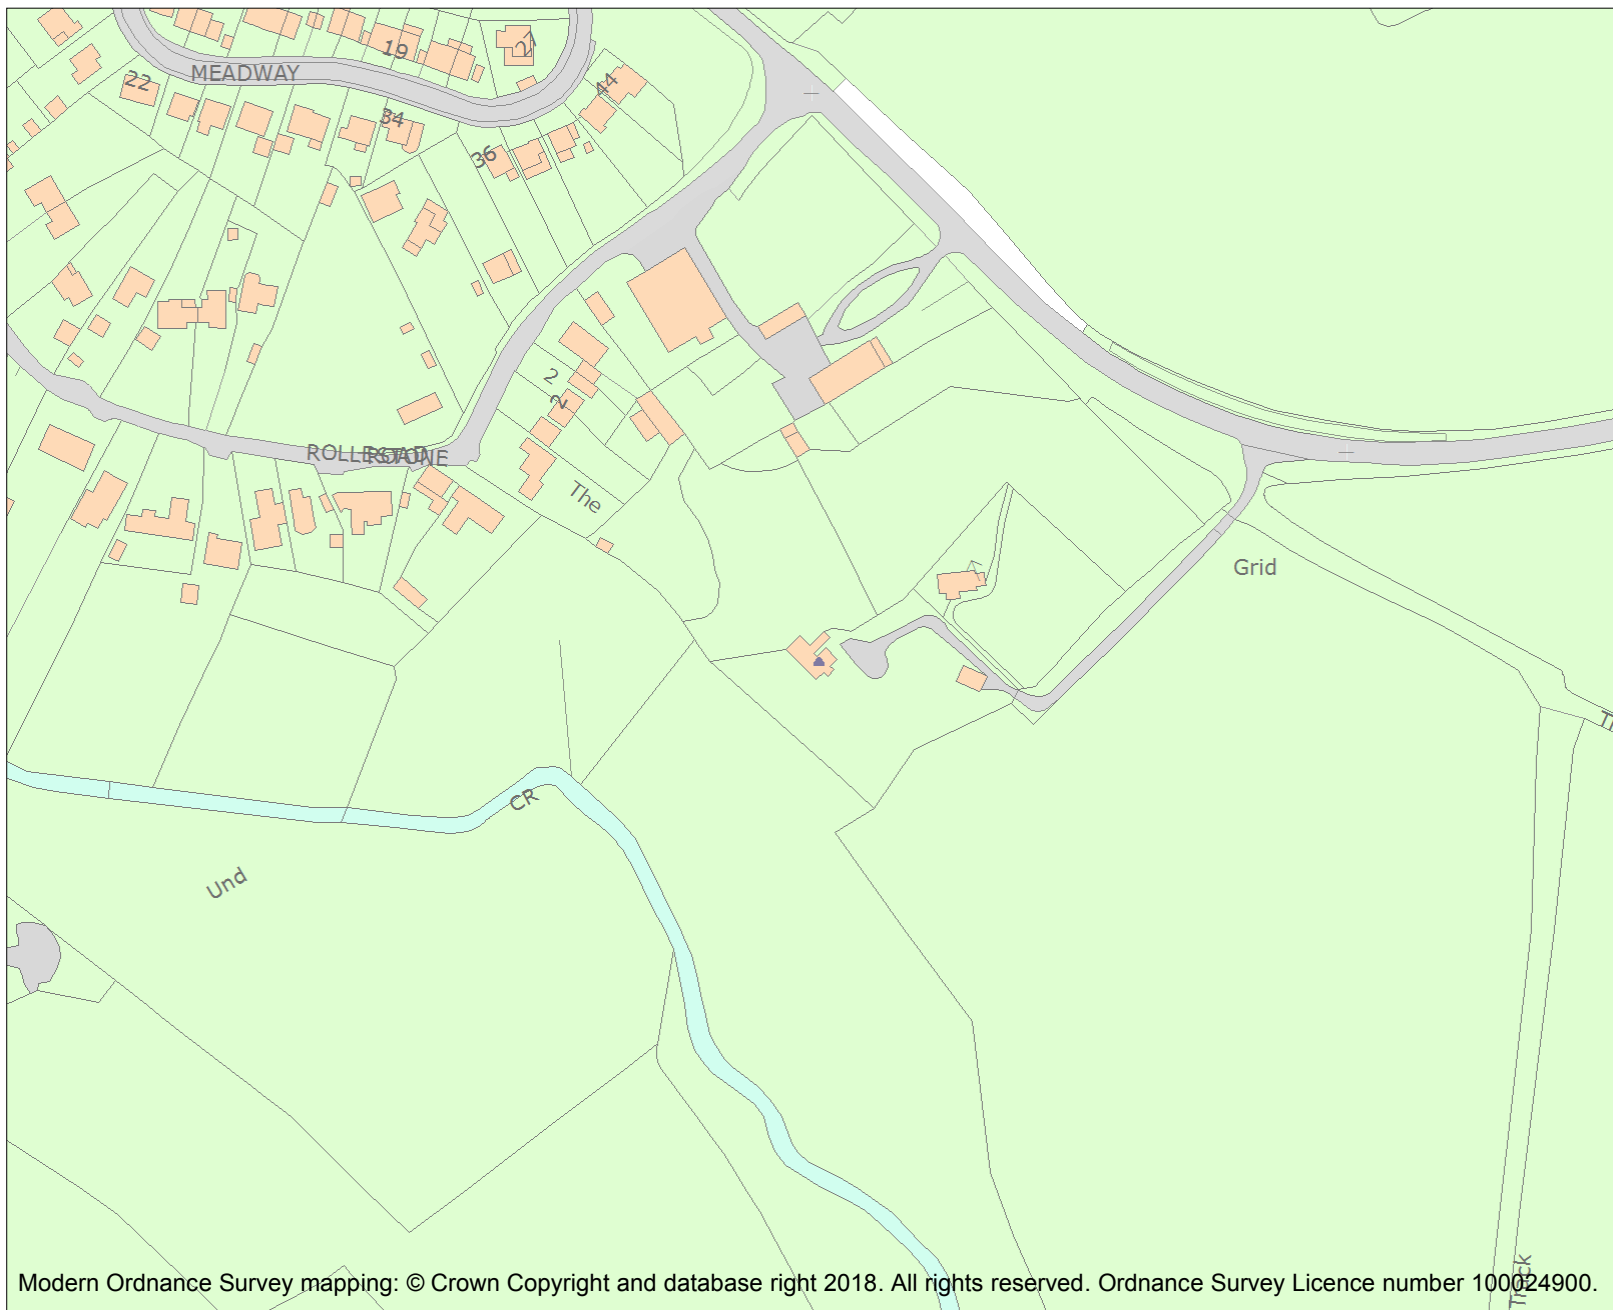 19
27
22
MEADWAY
44
34
36
2
2
ROLLESTONE
ROAD
The
Grid
CR
Und
Track
Modern Ordnance Survey mapping: © Crown Copyright and database right 2018. All rights reserved. Ordnance Survey Licence number 100024900.